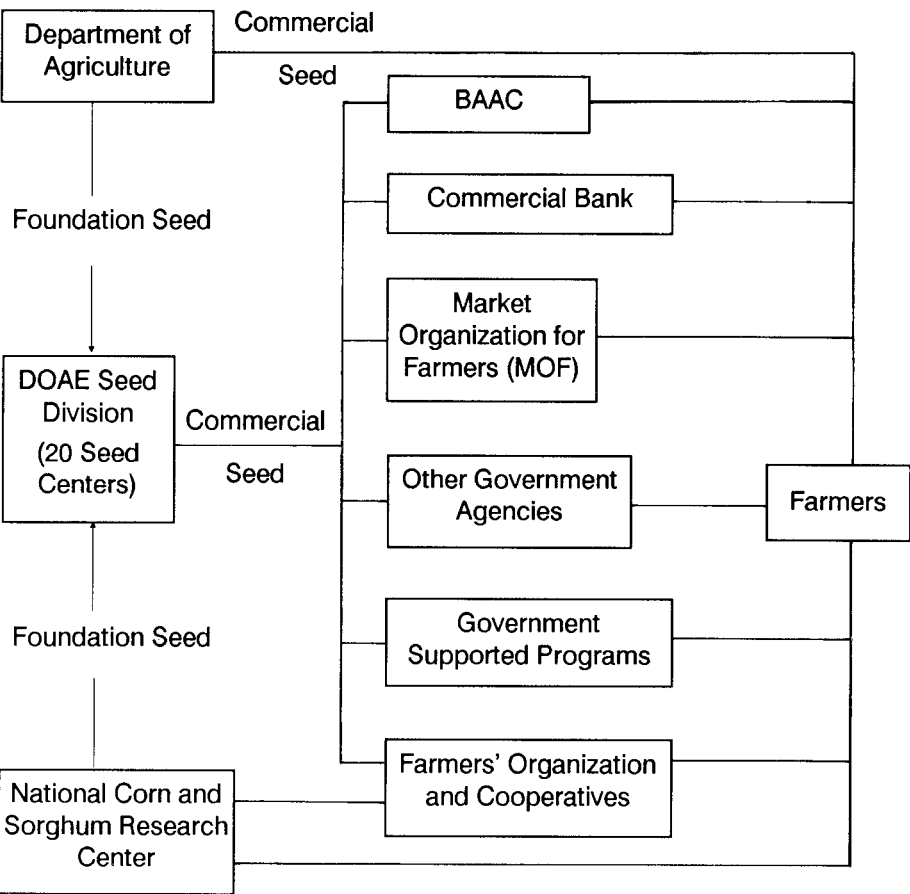 Department of
Agriculture
Commercial
Seed
BAAC
Commercial Bank
Foundation Seed
Market
Organization for
Farmers (MOF)
DOAE Seed
Division
(20 Seed
Centers)
Commercial
Seed
Other Government
Agencies
Farmers
Foundation Seed
Government
Supported Programs
National Corn and
Sorghum Research
Center
Farmers' Organization
and Cooperatives